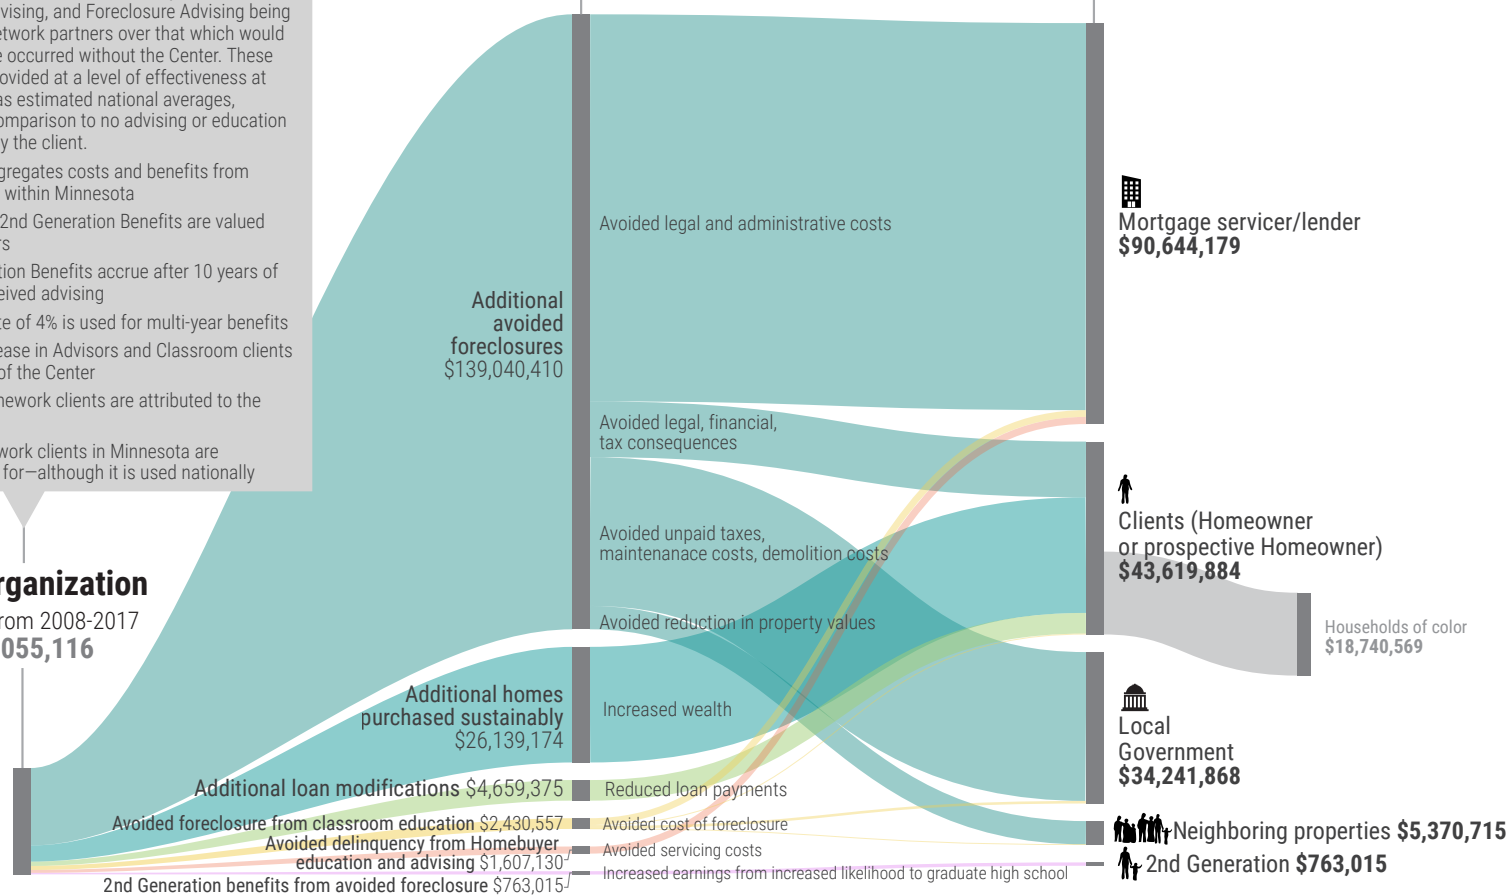 vising, and Foreclosure Advising being
etwork partners over that which would
e occurred without the Center. These
ovided at a level of effectiveness at
as estimated national averages,
omparison to no advising or education
y the client.
gregates costs and benefits from
within Minnesota
2nd Generation Benefits are valued
rs
tion Benefits accrue after 10 years of
eived advising
te of 4% is used for multi-year benefits
ease in Advisors and Classroom clients
of the Center
nework clients are attributed to the
work clients in Minnesota are
for—although it is used nationally
rganization
rom 2008-2017
055,116
Additional
avoided
foreclosures
$139,040,410
Additional homes
purchased sustainably
$26,139,174
Additional loan modifications $4,659,375
Avoided foreclosure from classroom education $2,430,557
Avoided delinquency from Homebuyer
education and advising $1,607,130
2nd Generation benefits from avoided foreclosure $763,015
Avoided legal and administrative costs
Avoided legal, financial,
tax consequences
Avoided unpaid taxes,
maintenanace costs, demolition costs
Avoided reduction in property values
Increased wealth
Reduced loan payments
Avoided cost of foreclosure
Avoided servicing costs
Increased earnings from increased likelihood to graduate high school
Mortgage servicer/lender
$90,644,179
Clients (Homeowner
or prospective Homeowner)
$43,619,884
Households of color
$18,740,569
Local
Government
$34,241,868
Neighboring properties $5,370,715
2nd Generation $763,015